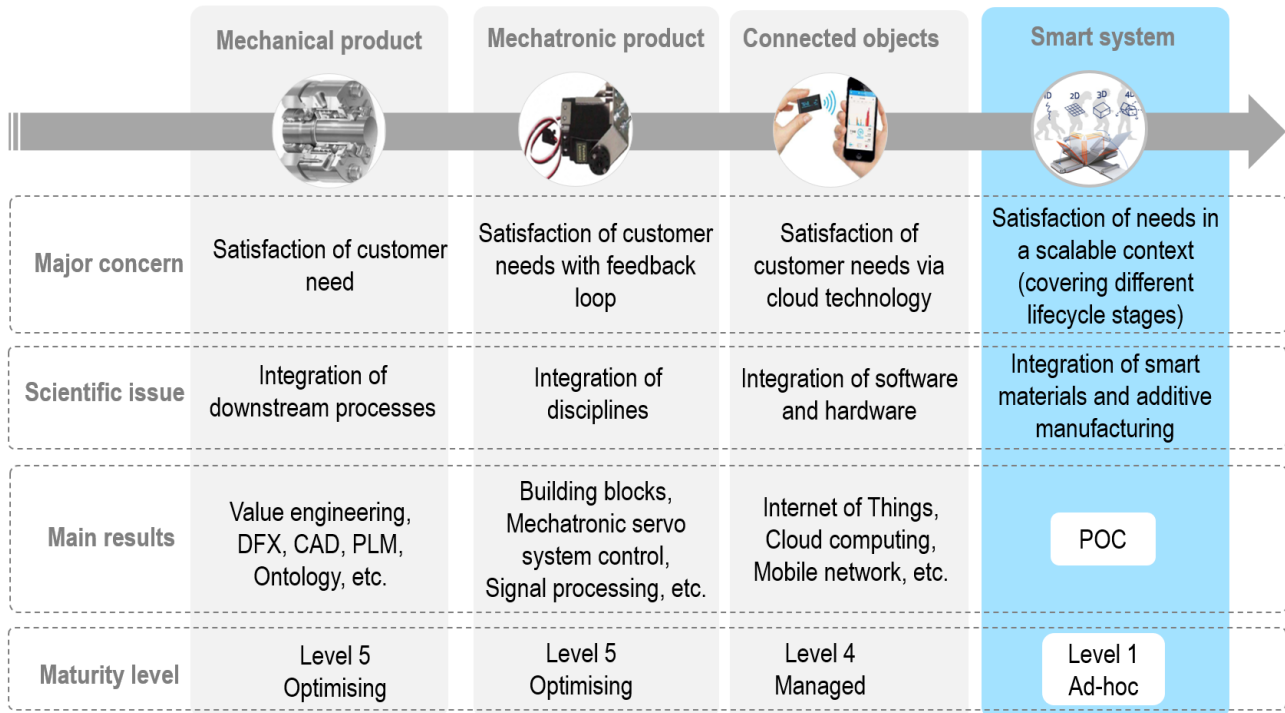 Mechanical product
Mechatronic product
Connected objects
Smart system
1D
2D
3D
4D
Major concern
Satisfaction of customer
need
Satisfaction of customer
needs with feedback
loop
Satisfaction of
customer needs via
cloud technology
Satisfaction of needs in
a scalable context
(covering different
lifecycle stages)
Scientific issue
Integration of
downstream processes
Integration of
disciplines
Integration of software
and hardware
Integration of smart
materials and additive
manufacturing
Main results
Value engineering,
DFX, CAD, PLM,
Ontology, etc.
Building blocks,
Mechatronic servo
system control,
Signal processing, etc.
Internet of Things,
Cloud computing,
Mobile network, etc.
POC
Maturity level
Level 5
Optimising
Level 5
Optimising
Level 4
Managed
Level 1
Ad-hoc